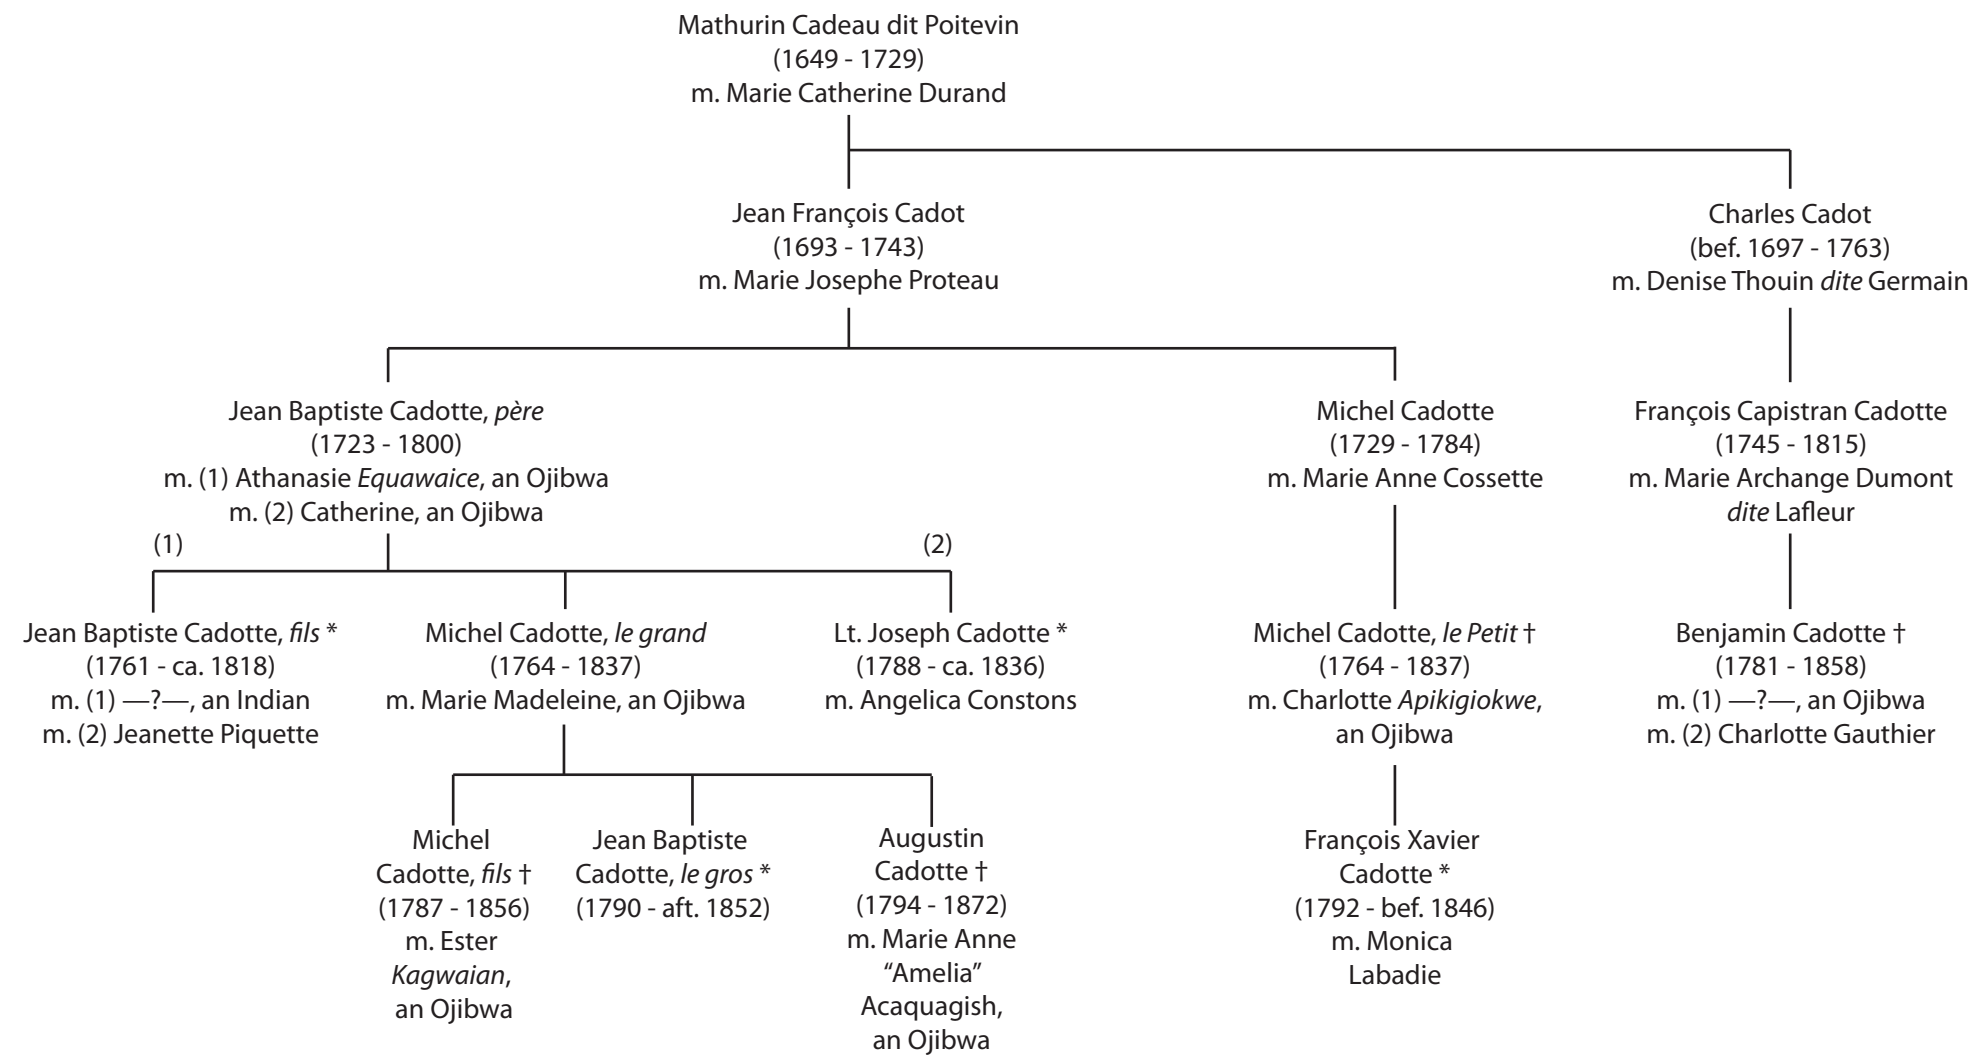 Mathurin Cadeau dit Poitevin
(1649 - 1729)
m. Marie Catherine Durand
Jean François Cadot
(1693 - 1743)
m. Marie Josephe Proteau
Charles Cadot
(bef. 1697 - 1763)
m. Denise Thouin dite Germain
Jean Baptiste Cadotte, père
(1723 - 1800)
m. (1) Athanasie Equawaice, an Ojibwa
m. (2) Catherine, an Ojibwa
Michel Cadotte
(1729 - 1784)
m. Marie Anne Cossette
François Capistran Cadotte
(1745 - 1815)
m. Marie Archange Dumont
dite Lafleur
(1)
(2)
Jean Baptiste Cadotte, fils *
(1761 - ca. 1818)
m. (1) —?—, an Indian
m. (2) Jeanette Piquette
Michel Cadotte, le grand
(1764 - 1837)
m. Marie Madeleine, an Ojibwa
Lt. Joseph Cadotte *
(1788 - ca. 1836)
m. Angelica Constons
Michel Cadotte, le Petit †
(1764 - 1837)
m. Charlotte Apikigiokwe,
an Ojibwa
Benjamin Cadotte †
(1781 - 1858)
m. (1) —?—, an Ojibwa
m. (2) Charlotte Gauthier
Michel
Cadotte, fils †
(1787 - 1856)
m. Ester
Kagwaian,
an Ojibwa
Jean Baptiste
Cadotte, le gros *
(1790 - aft. 1852)
Augustin
Cadotte †
(1794 - 1872)
m. Marie Anne
“Amelia”
Acaquagish,
an Ojibwa
François Xavier
Cadotte *
(1792 - bef. 1846)
m. Monica
Labadie